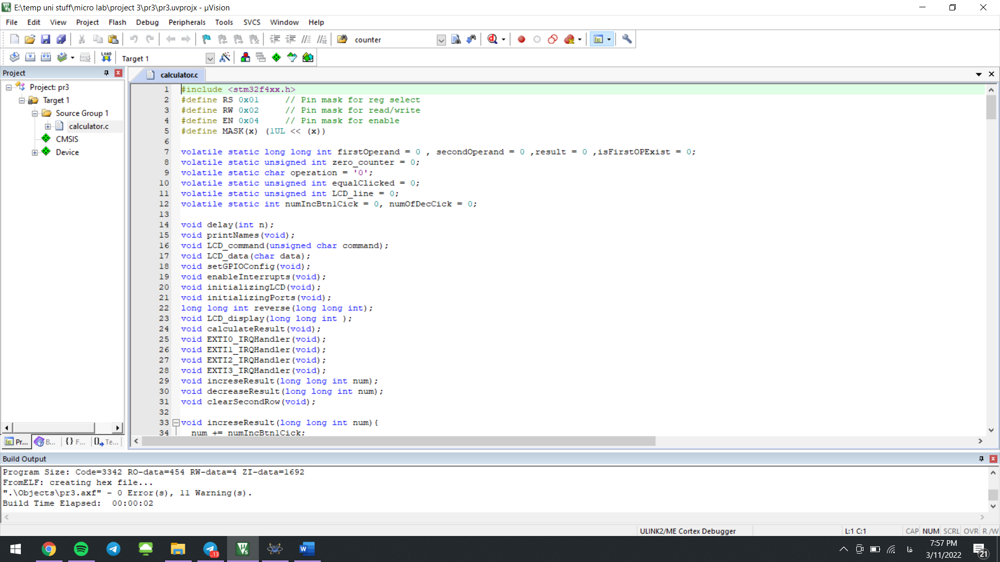 E:\temp uni stuff\micro lab\project 3\pr3\pr3.uvprojx - µVision
File Edit View Project Flash Debug Peripherals Tools SVCS Window Help
counter
LOAD Target 1
Project
calculator.c
Project: pr3
Target 1
Source Group 1
calculator.c
CMSIS
Device
1 #include <stm32f4xx.h>
2 #define RS 0x01 // Pin mask for reg select
3 #define RW 0x02 // Pin mask for read/write
4 #define EN 0x04 // Pin mask for enable
5 #define MASK(x) (1UL << (x))
6
7 volatile static long long int firstOperand = 0 , secondOperand = 0 ,result = 0 ,isFirstOPExist = 0;
8 volatile static unsigned int zero_counter = 0;
9 volatile static char operation = '0';
10 volatile static unsigned int equalClicked = 0;
11 volatile static unsigned int LCD_line = 0;
12 volatile static int numIncBtn1Cick = 0, numOfDecCick = 0;
13
14 void delay(int n);
15 void printNames(void);
16 void LCD_command(unsigned char command);
17 void LCD_data(char data);
18 void setGPIOConfig(void);
19 void enableInterrupts(void);
20 void initializingLCD(void);
21 void initializingPorts(void);
22 long long int reverse(long long int);
23 void LCD_display(long long int );
24 void calculateResult(void);
25 void EXTI0_IRQHandler(void);
26 void EXTI1_IRQHandler(void);
27 void EXTI2_IRQHandler(void);
28 void EXTI3_IRQHandler(void);
29 void increseResult(long long int num);
30 void decreaseResult(long long int num);
31 void clearSecondRow(void);
32
33 void increseResult(long long int num){
34 num += numIncBtn1Cick;
Pr... B... {} F... Te...
Build Output
Program Size: Code=3342 RO-data=454 RW-data=4 ZI-data=1692
FromELF: creating hex file...
".\Objects\pr3.axf" - 0 Error(s), 11 Warning(s).
Build Time Elapsed: 00:00:02
ULINK2/ME Cortex Debugger L:1 C:1 CAP NUM SCRL OVR R/W
..13
فا
7:57 PM
3/11/2022
21